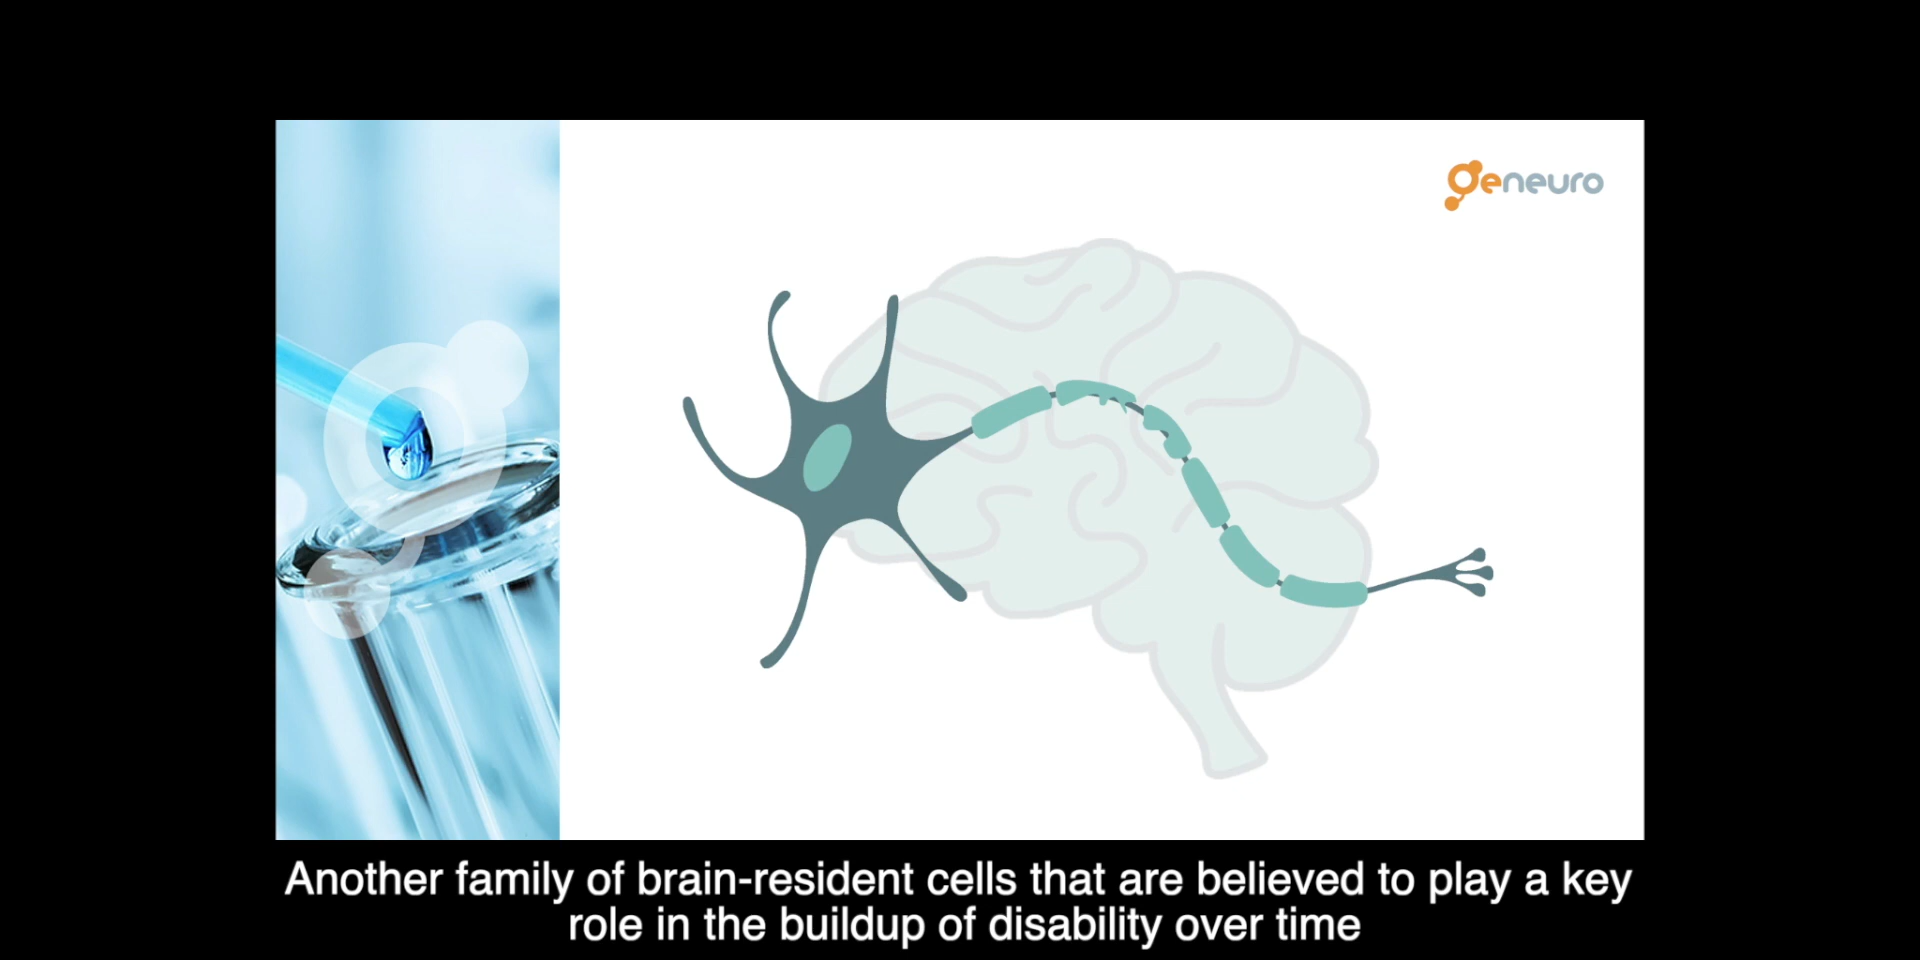 geneuro
Another family of brain-resident cells that are believed to play a key
role in the buildup of disability over time